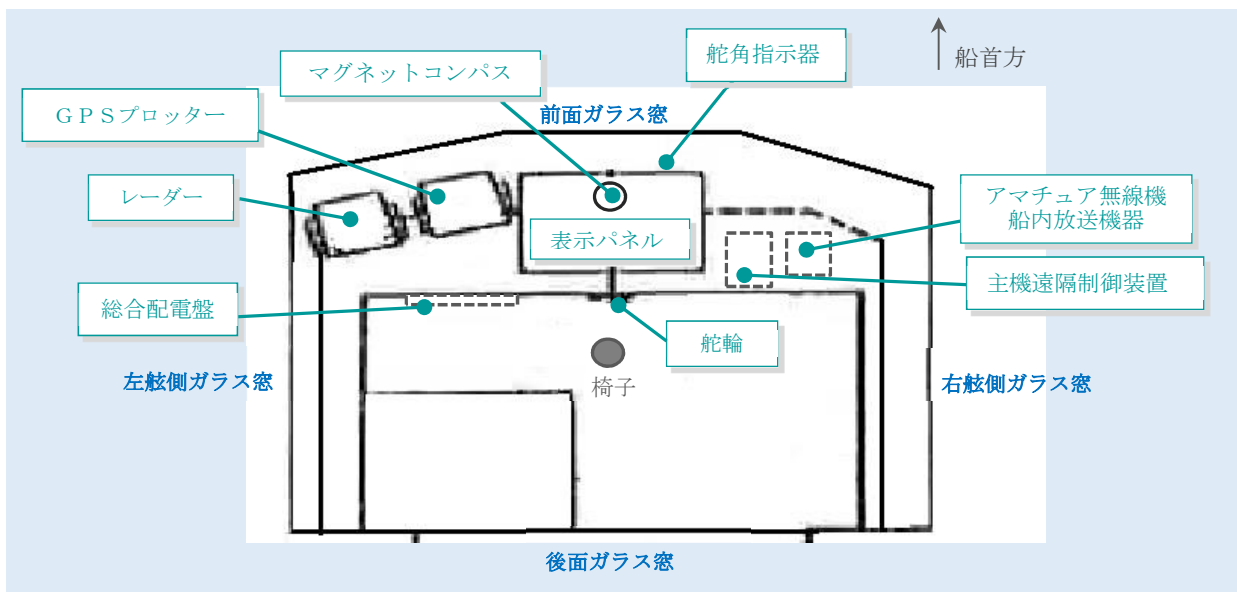 舵角指示器
船首方
マグネットコンパス
GPSプロッター
前面ガラス窓
レーダー
アマチュア無線機
船内放送機器
表示パネル
主機遠隔制御装置
総合配電盤
舵輪
左舷側ガラス窓
椅子
右舷側ガラス窓
後面ガラス窓